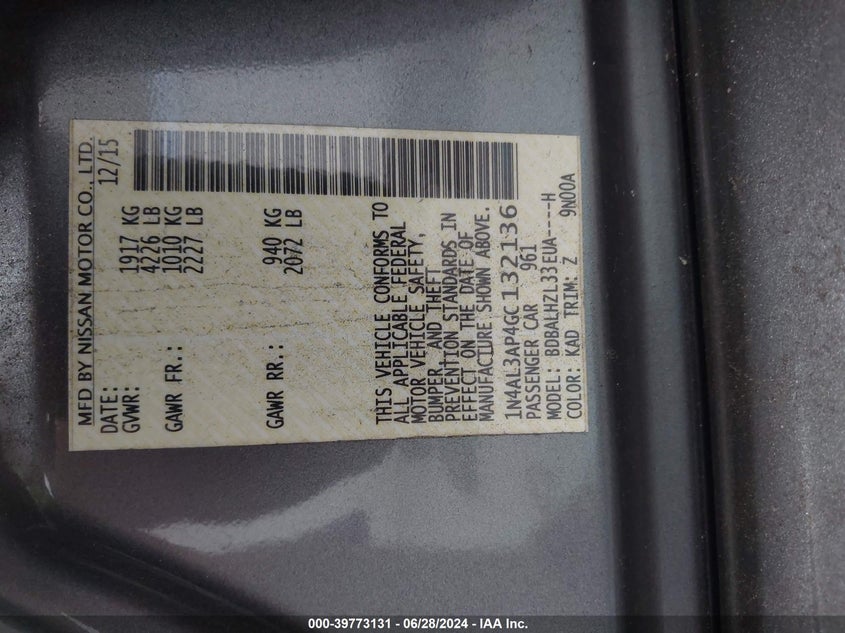 MFD BY NISSAN MOTOR CO., LTD.
DATE: 12/15
GVWR: 1917 KG
4226 LB
GAWR FR.: 1010 KG
2227 LB
GAWR RR.: 940 KG
2072 LB
THIS VEHICLE CONFORMS TO
ALL APPLICABLE FEDERAL
MOTOR VEHICLE SAFETY,
BUMPER, AND THEFT
PREVENTION STANDARDS IN
EFFECT ON THE DATE OF
MANUFACTURE SHOWN ABOVE.
1N4AL3AP4GC132136
PASSENGER CAR 961
MODEL: BDBALHZL33EUA----H
COLOR: KAD TRIM: Z 9N00A
000-39773131 - 06/28/2024 - IAA Inc.